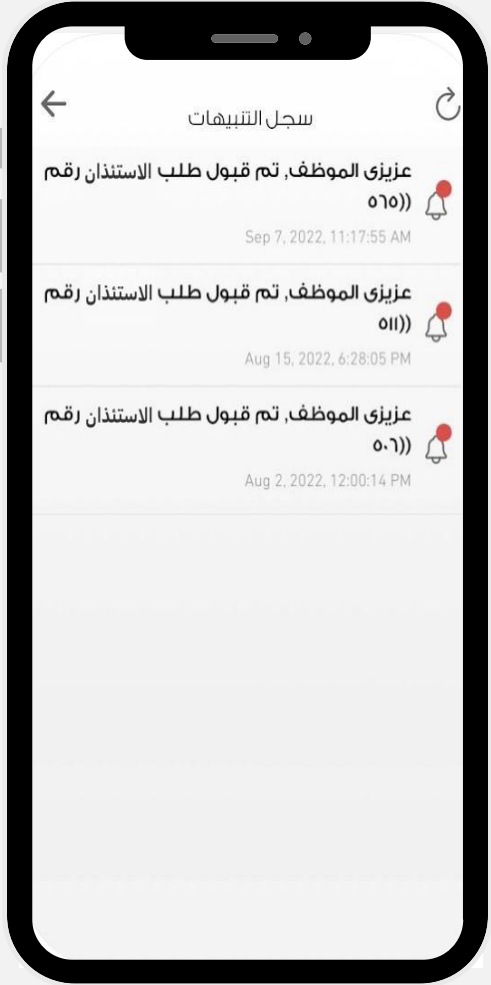 سجل التنبيهات
عزيزى الموظف, تم قبول طلب الاستئذان رقم
((٥٦٥
Sep 7, 2022, 11:17:55 AM
عزيزى الموظف, تم قبول طلب الاستئذان رقم
((٥١١
Aug 15, 2022, 6:28:05 PM
عزيزى الموظف, تم قبول طلب الاستئذان رقم
((٥٠٦
Aug 2, 2022, 12:00:14 PM